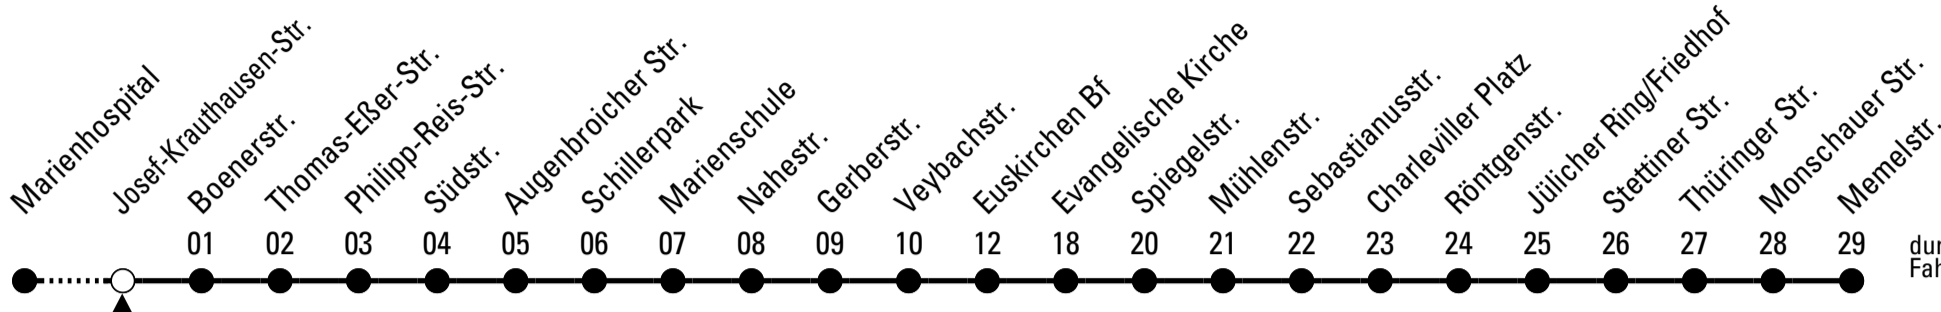 Marienhospital
Josef-Krauthausen-Str.
Boenerstr.
Thomas-Eßer-Str.
Philipp-Reis-Str.
Südstr.
Augenbroicher Str.
Schillerpark
Marienschule
Nahestr.
Gerberstr.
Veybachstr.
Euskirchen Bf
Evangelische Kirche
Spiegelstr.
Mühlenstr.
Sebastianusstr.
Charleviller Platz
Röntgenstr.
Jülicher Ring/Friedhof
Stettiner Str.
Thüringer Str.
Monschauer Str.
Memelstr.
01 02 03 04 05 06 07 08 09 10 12 18 20 21 22 23 24 25 26 27 28 29